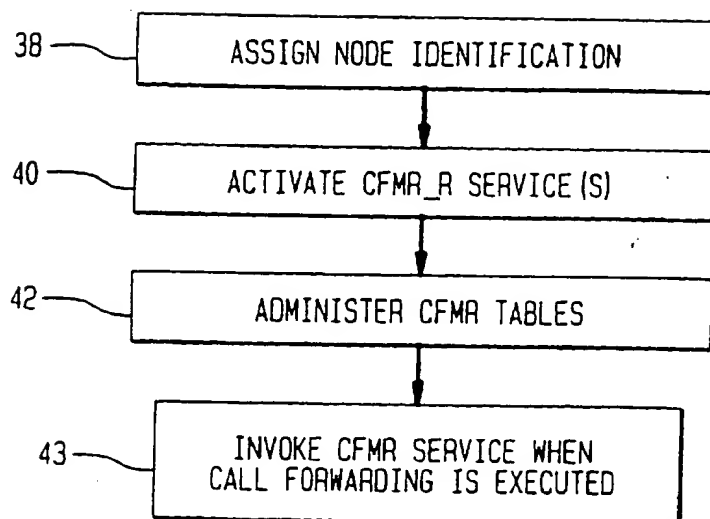 38
ASSIGN NODE IDENTIFICATION
40
ACTIVATE CFMR_R SERVICE(S)
42
ADMINISTER CFMR TABLES
43
INVOKE CFMR SERVICE WHEN
CALL FORWARDING IS EXECUTED